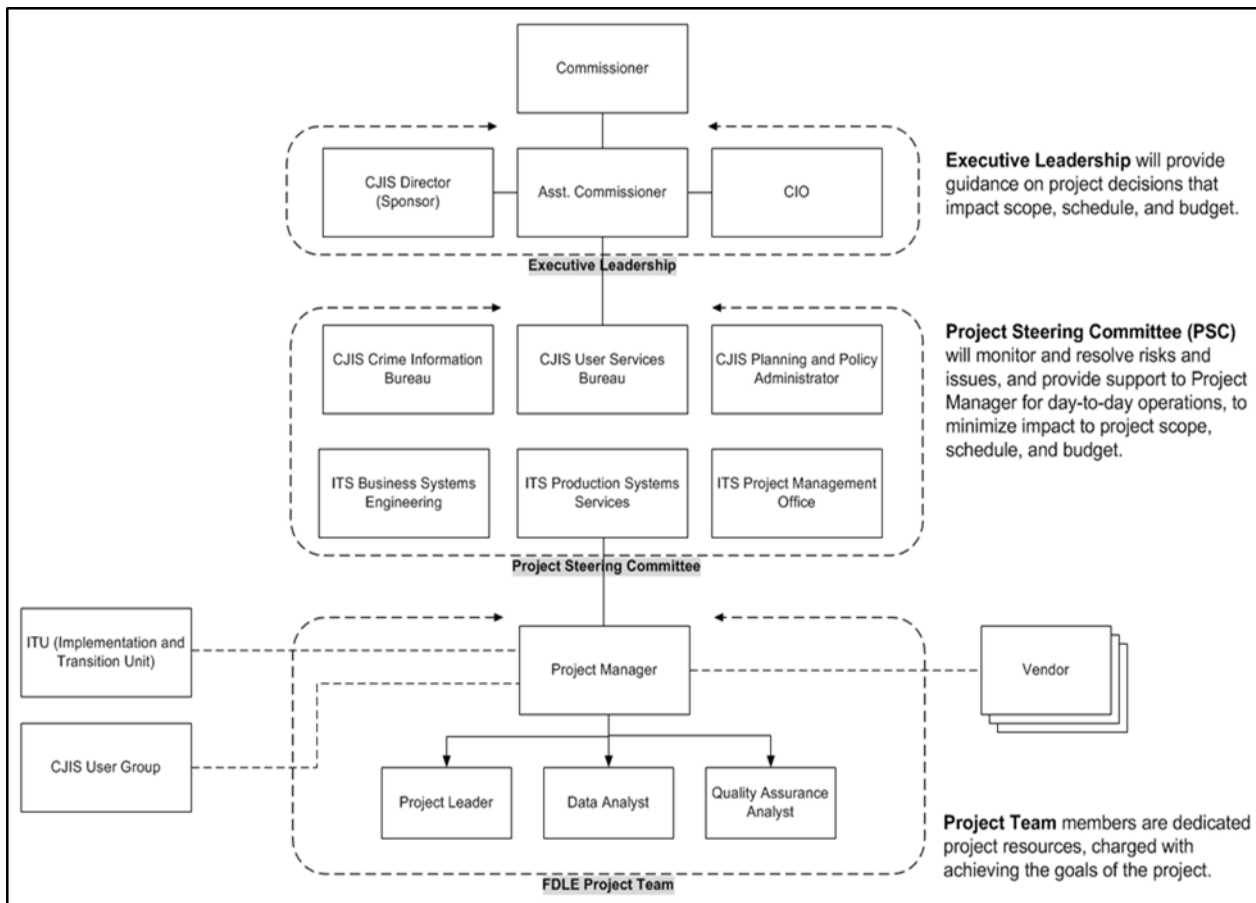 Commissioner
CJIS Director
(Sponsor)
Asst. Commissioner
CIO
Executive Leadership will provide
guidance on project decisions that
impact scope, schedule, and budget.
Executive Leadership
CJIS Crime Information
Bureau
CJIS User Services
Bureau
CJIS Planning and Policy
Administrator
Project Steering Committee (PSC)
will monitor and resolve risks and
issues, and provide support to Project
Manager for day-to-day operations, to
minimize impact to project scope,
schedule, and budget.
ITS Business Systems
Engineering
ITS Production Systems
Services
ITS Project Management
Office
Project Steering Committee
ITU (Implementation and
Transition Unit)
Project Manager
Vendor
CJIS User Group
Project Leader
Data Analyst
Quality Assurance
Analyst
Project Team members are dedicated
project resources, charged with
achieving the goals of the project.
FDLE Project Team